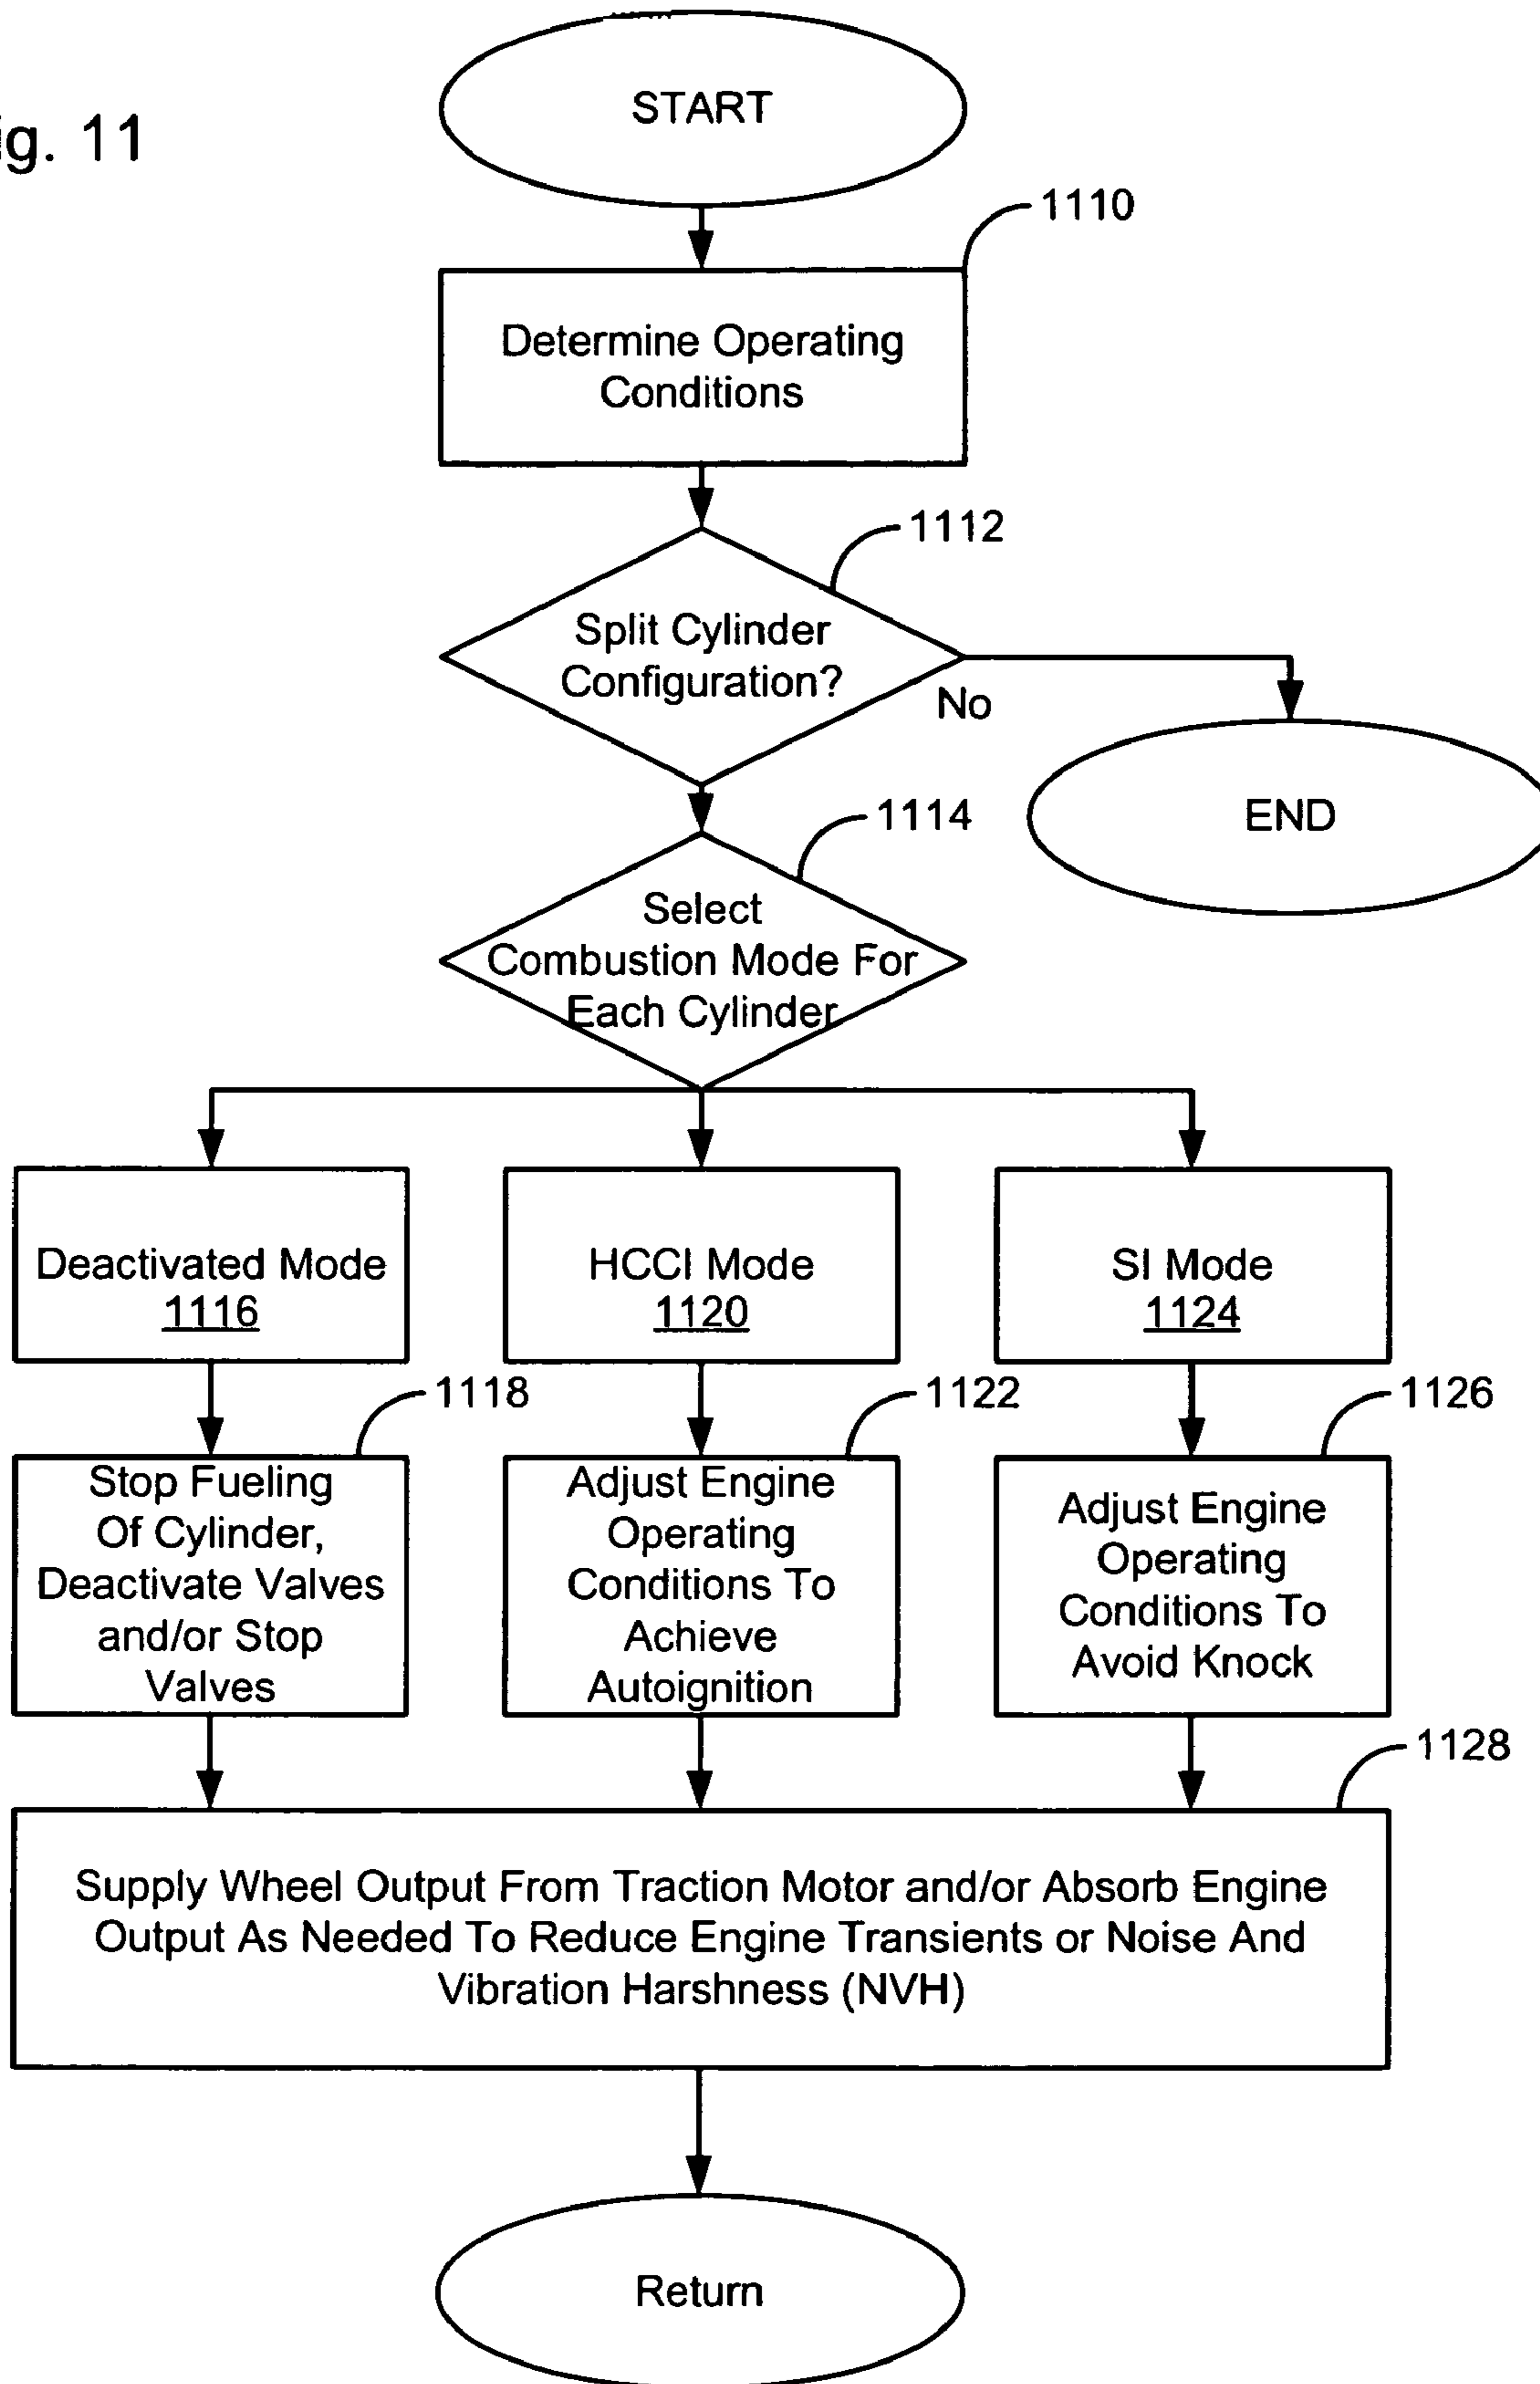 ig. 11
START
1110
Determine Operating
Conditions
1112
Split Cylinder
Configuration?
No
END
1114
Select
Combustion Mode For
Each Cylinder
Deactivated Mode
1116
HCCI Mode
1120
SI Mode
1124
1118
Stop Fueling
Of Cylinder,
Deactivate Valves
and/or Stop
Valves
1122
Adjust Engine
Operating
Conditions To
Achieve
Autoignition
1126
Adjust Engine
Operating
Conditions To
Avoid Knock
1128
Supply Wheel Output From Traction Motor and/or Absorb Engine
Output As Needed To Reduce Engine Transients or Noise And
Vibration Harshness (NVH)
Return